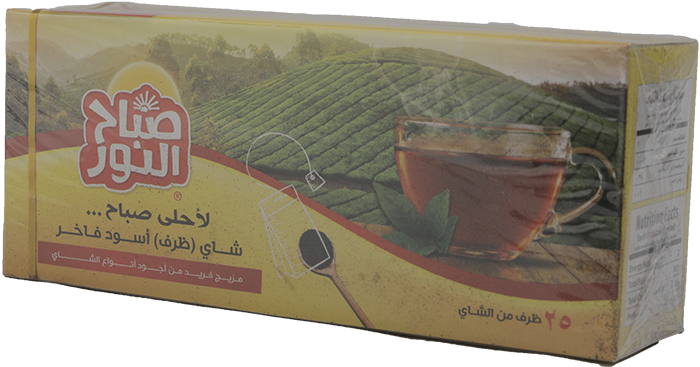 صباح
النور
®
لأحلى صباح ...
شاي (ظرف) أسود فاخر
مزيج فريد من أجود أنواع الشاي
٢٥ ظرف من الشاي
Nutrition Facts